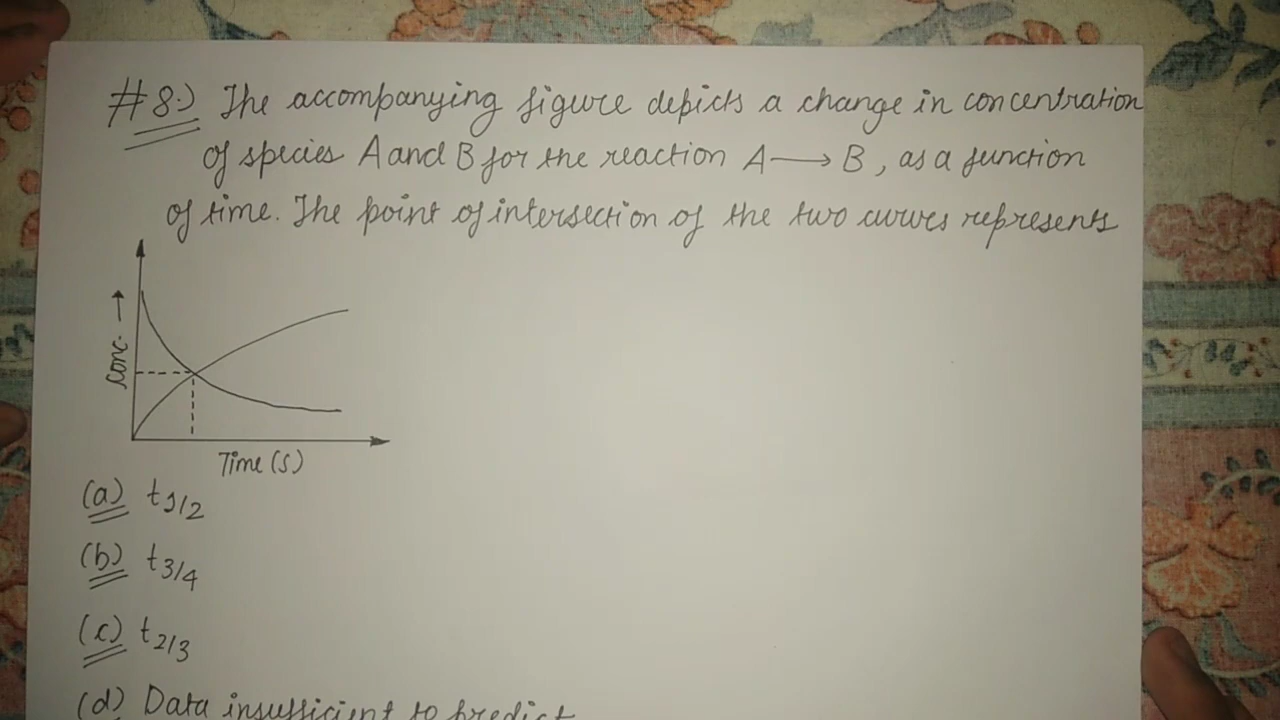 #8.) The accompanying figure depicts a change in concentration
of species A and B for the reaction A → B, as a function
of time. The point of intersection of the two curves represents
conc. →
Time (s)
(a) t1/2
(b) t3/4
(c) t2/3
(d) Data insufficient to predict